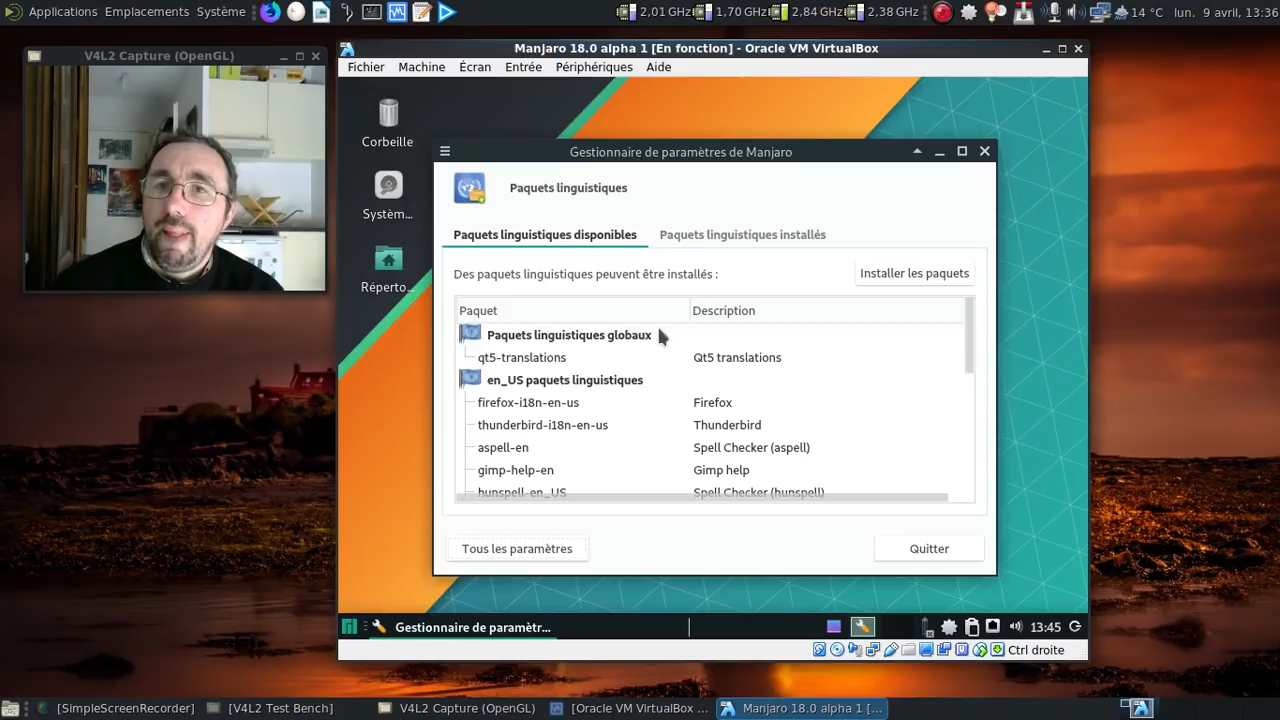 Applications Emplacements Système
2,01 GHz 1,70 GHz 2,84 GHz 2,38 GHz
14 °C lun. 9 avril, 13:36
V4L2 Capture (OpenGL)
Manjaro 18.0 alpha 1 [En fonction] - Oracle VM VirtualBox
Fichier Machine Écran Entrée Périphériques Aide
Corbeille
Systèm...
Réperto...
Gestionnaire de paramètres de Manjaro
Paquets linguistiques
Paquets linguistiques disponibles Paquets linguistiques installés
Des paquets linguistiques peuvent être installés :
Installer les paquets
Paquet Description
Paquets linguistiques globaux
qt5-translations Qt5 translations
en_US paquets linguistiques
firefox-i18n-en-us Firefox
thunderbird-i18n-en-us Thunderbird
aspell-en Spell Checker (aspell)
gimp-help-en Gimp help
hunspell-en_US Spell Checker (hunspell)
Tous les paramètres Quitter
Gestionnaire de paramètr... 13:45
Ctrl droite
[SimpleScreenRecorder] [V4L2 Test Bench] V4L2 Capture (OpenGL) [Oracle VM VirtualBox ... Manjaro 18.0 alpha 1 [...